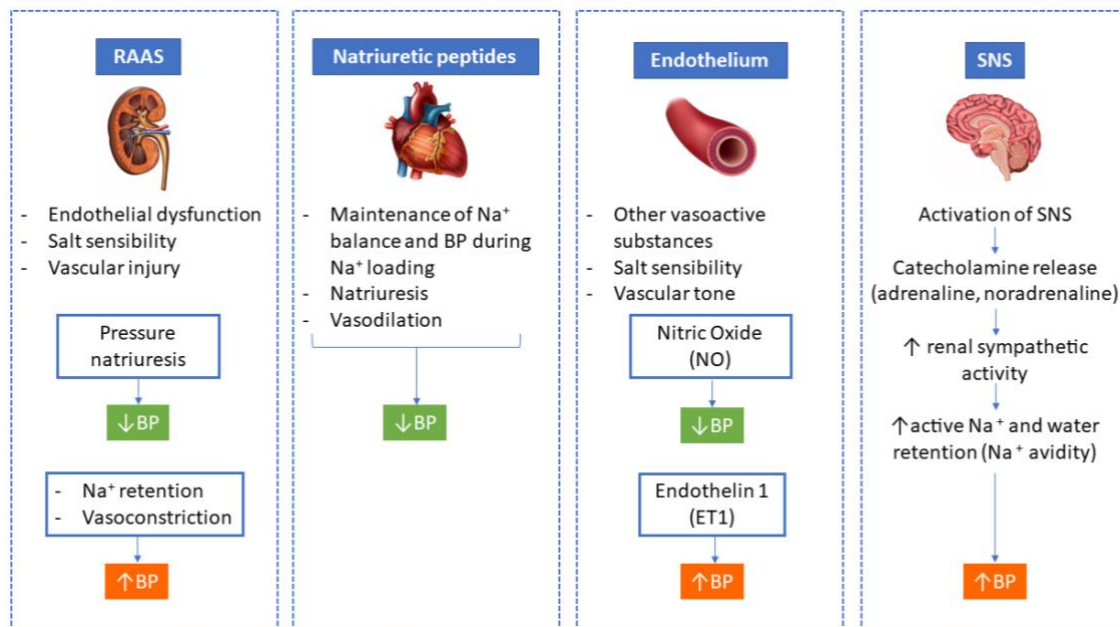 RAAS
- Endothelial dysfunction
- Salt sensibility
- Vascular injury
Pressure
natriuresis
↓BP
- Na⁺ retention
- Vasoconstriction
↑BP
Natriuretic peptides
- Maintenance of Na⁺
balance and BP during
Na⁺ loading
- Natriuresis
- Vasodilation
↓BP
Endothelium
- Other vasoactive
substances
- Salt sensibility
- Vascular tone
Nitric Oxide
(NO)
↓BP
Endothelin 1
(ET1)
↑BP
SNS
Activation of SNS
Catecholamine release
(adrenaline, noradrenaline)
↑ renal sympathetic
activity
↑active Na⁺ and water
retention (Na⁺ avidity)
↑BP